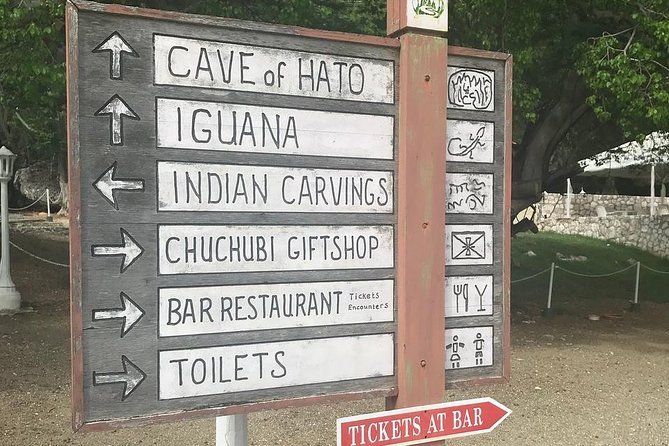 CAVE of HATO
IGUANA
INDIAN CARVINGS
CHUCHUBI GIFTSHOP
BAR RESTAURANT Tickets Encounters
TOILETS
TICKETS AT BAR